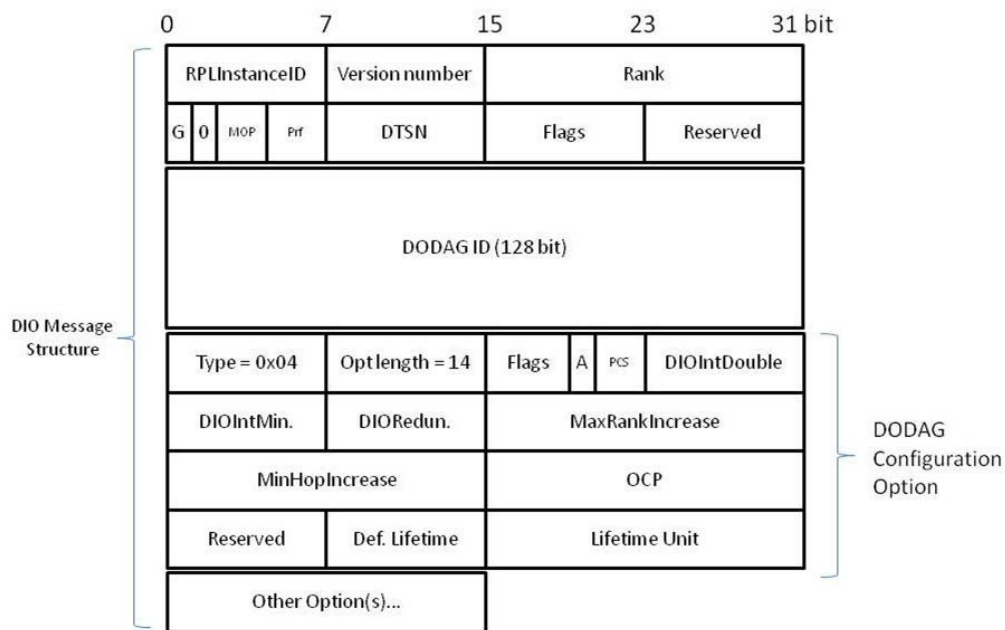 0 7 15 23 31 bit
RPLInstanceID Version number Rank
G 0 MOP Prf DTSN Flags Reserved
DODAG ID (128 bit)
DIO Message
Structure
Type = 0x04 Opt length = 14 Flags A PCS DIOIntDouble
DIOIntMin. DIORedun. MaxRankIncrease
MinHopIncrease OCP
Reserved Def. Lifetime Lifetime Unit
DODAG
Configuration
Option
Other Option(s)...